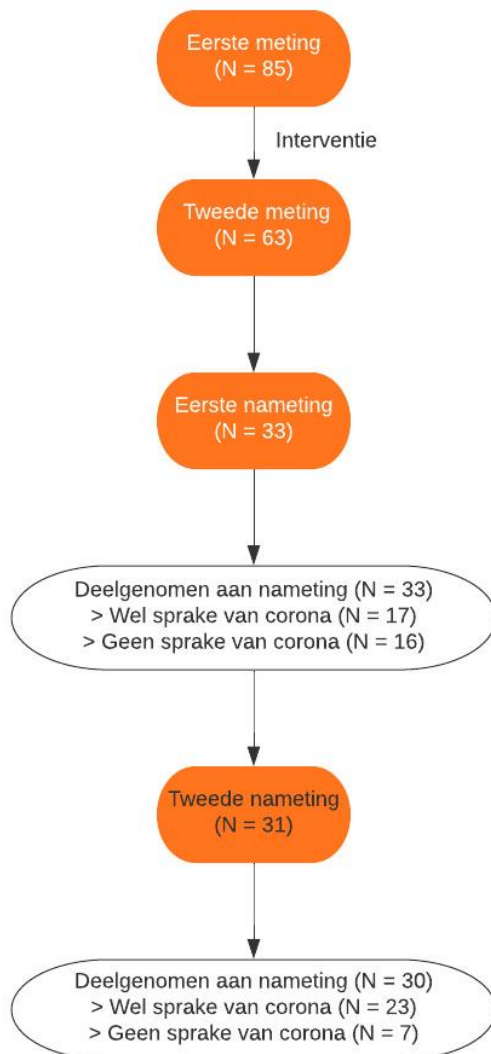 Eerste meting
(N = 85)
Interventie
Tweede meting
(N = 63)
Eerste nameting
(N = 33)
Deelgenomen aan nameting (N = 33)
> Wel sprake van corona (N = 17)
> Geen sprake van corona (N = 16)
Tweede nameting
(N = 31)
Deelgenomen aan nameting (N = 30)
> Wel sprake van corona (N = 23)
> Geen sprake van corona (N = 7)